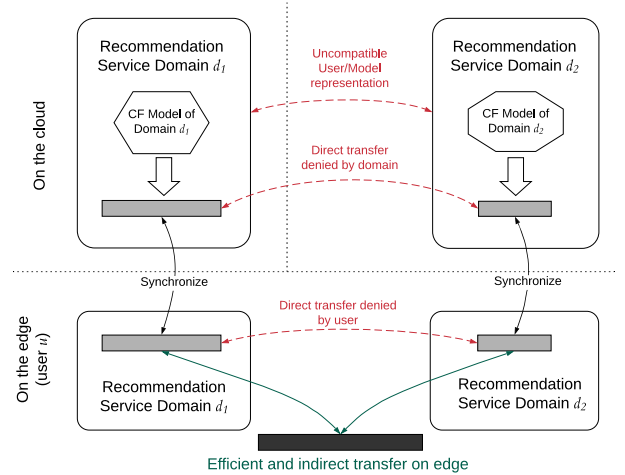 Recommendation
Service Domain d1
CF Model of
Domain d1
Uncompatible
User/Model
representation
Direct transfer
denied by domain
Recommendation
Service Domain d2
CF Model of
Domain d2
On the cloud
Synchronize
Synchronize
On the edge
(user u)
Direct transfer denied
by user
Recommendation
Service Domain d1
Recommendation
Service Domain d2
Efficient and indirect transfer on edge